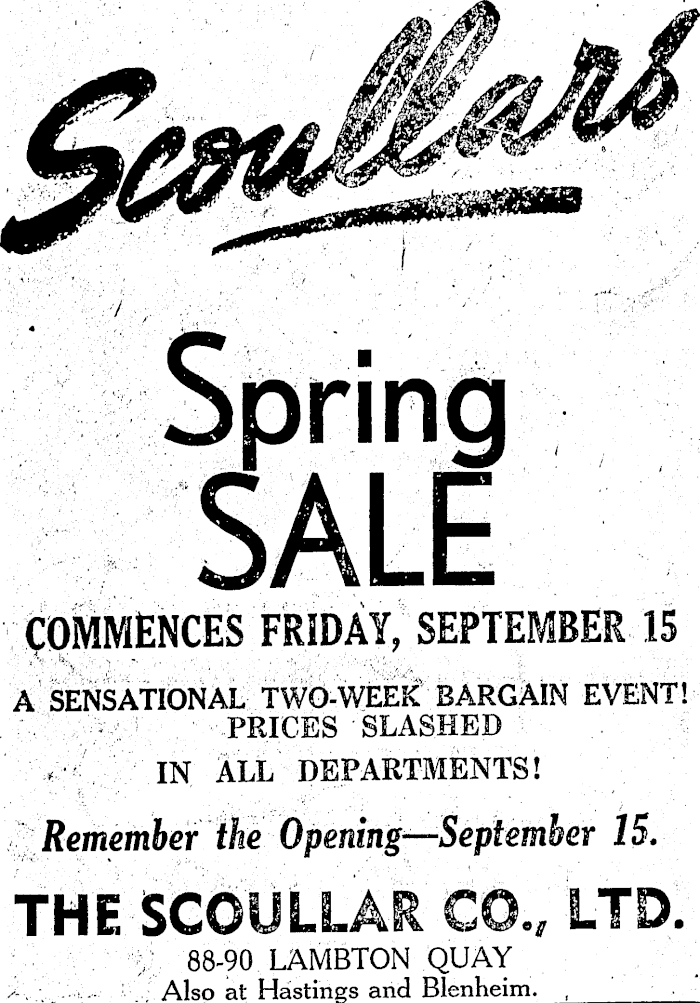 Scoullars
Spring
SALE
COMMENCES FRIDAY, SEPTEMBER 15
A SENSATIONAL TWO-WEEK BARGAIN EVENT!
PRICES SLASHED
IN ALL DEPARTMENTS!
Remember the Opening—September 15.
THE SCOULLAR CO., LTD.
88-90 LAMBTON QUAY
Also at Hastings and Blenheim.